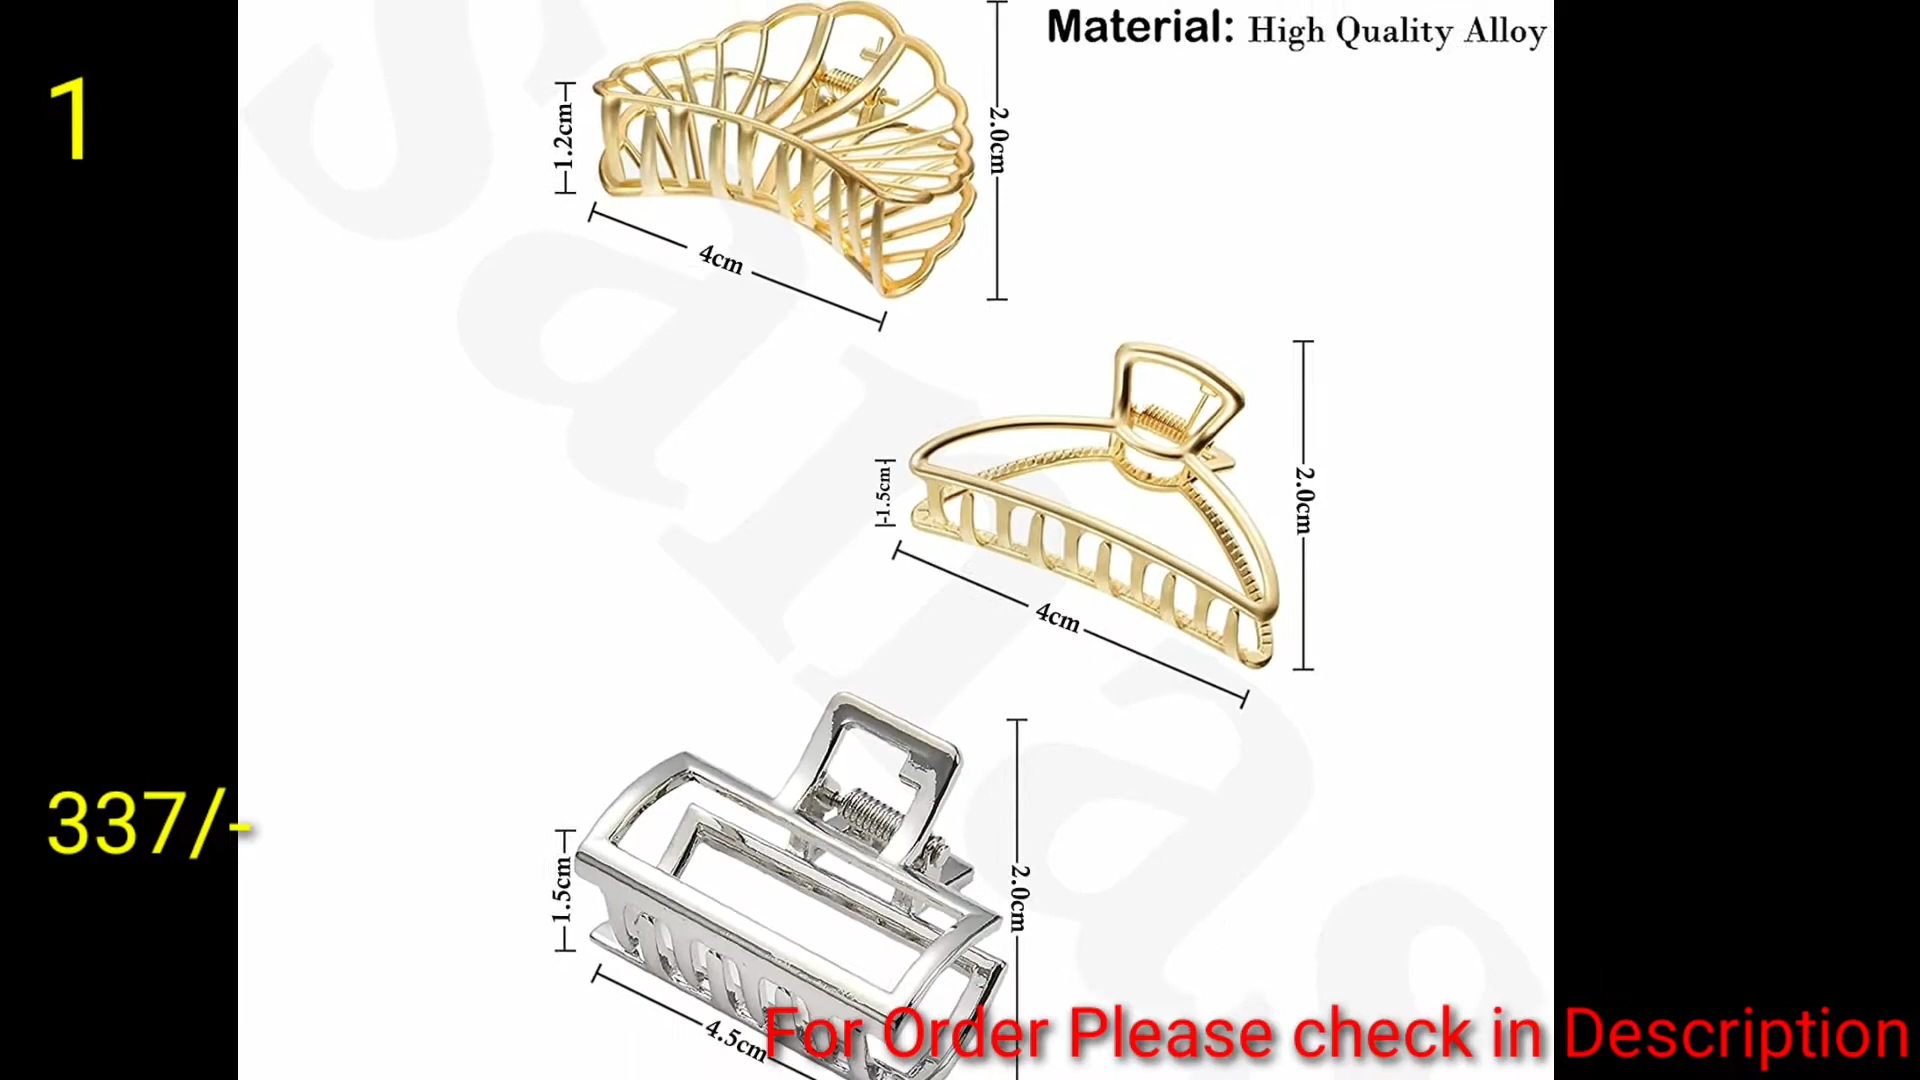 1
Material: High Quality Alloy
1.2cm
2.0cm
4cm
1.5cm
2.0cm
4cm
337/-
1.5cm
2.0cm
4.5cm
For Order Please check in Description